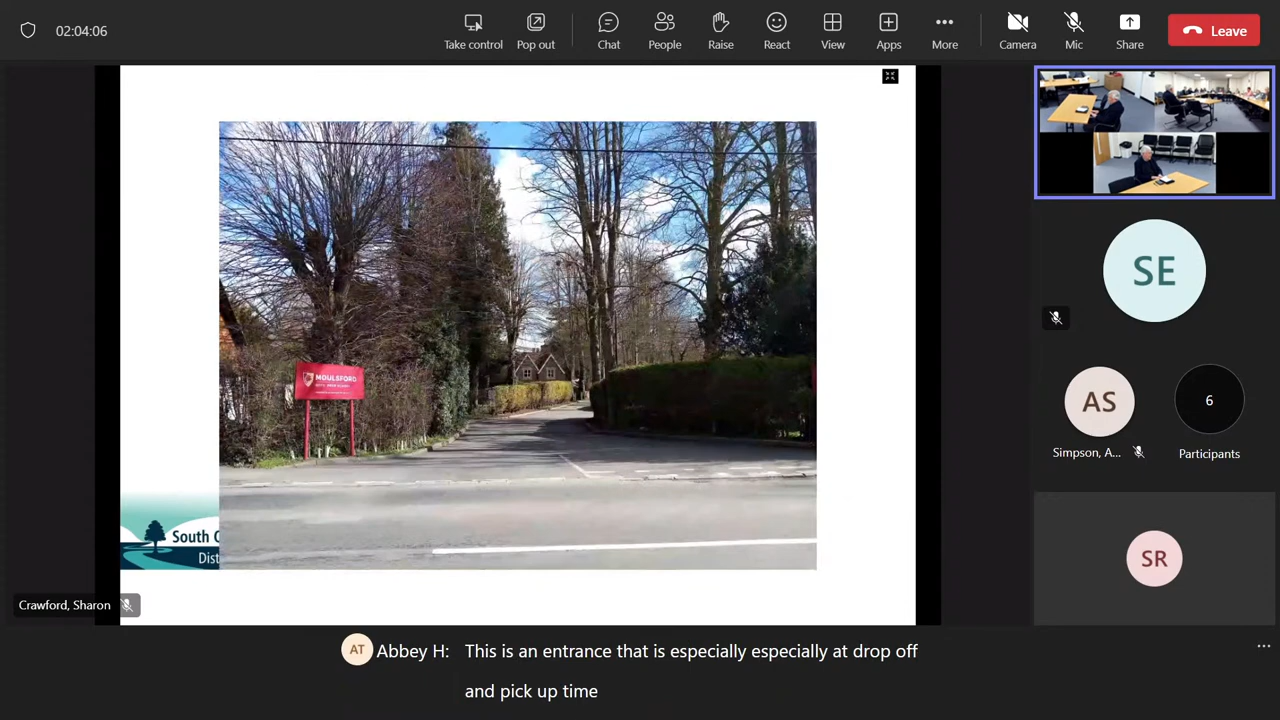 02:04:06
Take control
Pop out
Chat
People
Raise
React
View
Apps
More
Camera
Mic
Share
Leave
MOULSFORD
SE
AS
6
Simpson, A...
Participants
South O
Dist
SR
Crawford, Sharon
AT
Abbey H: This is an entrance that is especially especially at drop off
and pick up time